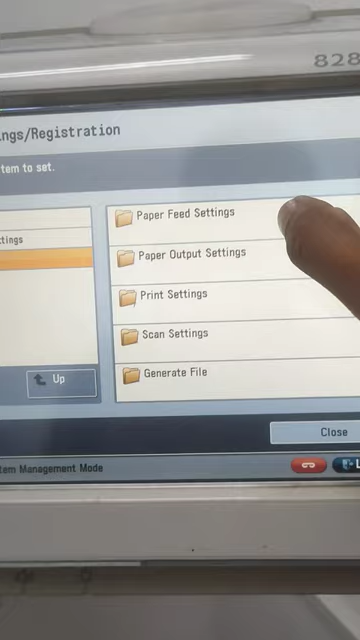 828
ngs/Registration
tem to set.
ttings
Paper Feed Settings
Paper Output Settings
Print Settings
Scan Settings
Generate File
Up
Close
tem Management Mode
L